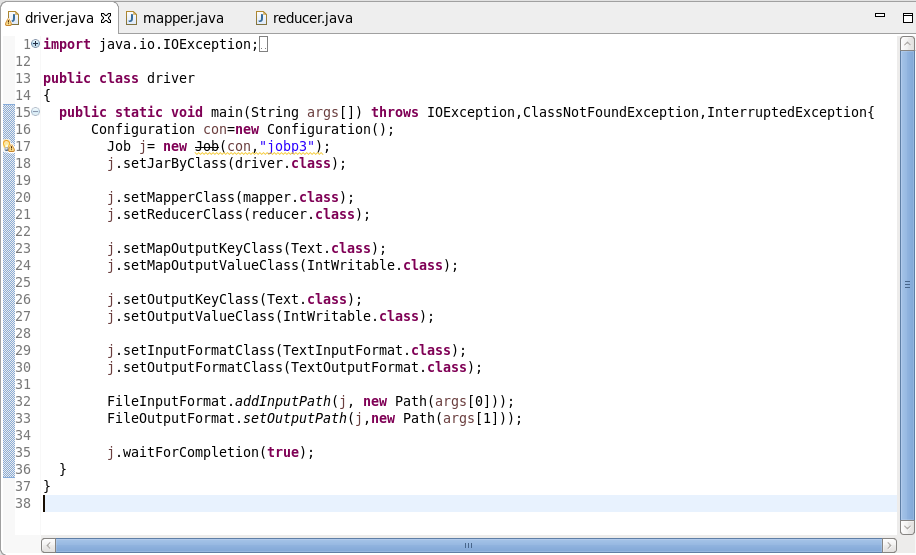 driver.java mapper.java reducer.java
1 import java.io.IOException;
12
13 public class driver
14 {
15 public static void main(String args[]) throws IOException,ClassNotFoundException,InterruptedException{
16 Configuration con=new Configuration();
17 Job j= new Job(con,"jobp3");
18 j.setJarByClass(driver.class);
19
20 j.setMapperClass(mapper.class);
21 j.setReducerClass(reducer.class);
22
23 j.setMapOutputKeyClass(Text.class);
24 j.setMapOutputValueClass(IntWritable.class);
25
26 j.setOutputKeyClass(Text.class);
27 j.setOutputValueClass(IntWritable.class);
28
29 j.setInputFormatClass(TextInputFormat.class);
30 j.setOutputFormatClass(TextOutputFormat.class);
31
32 FileInputFormat.addInputPath(j, new Path(args[0]));
33 FileOutputFormat.setOutputPath(j,new Path(args[1]));
34
35 j.waitForCompletion(true);
36 }
37 }
38